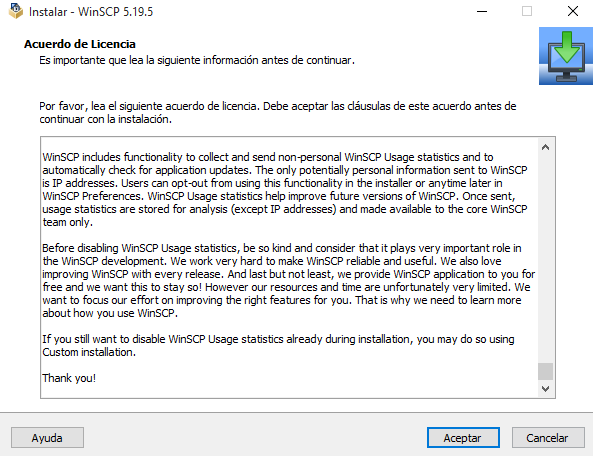 Instalar - WinSCP 5.19.5
Acuerdo de Licencia
Es importante que lea la siguiente información antes de continuar.
Por favor, lea el siguiente acuerdo de licencia. Debe aceptar las cláusulas de este acuerdo antes de
continuar con la instalación.
WinSCP includes functionality to collect and send non-personal WinSCP Usage statistics and to
automatically check for application updates. The only potentially personal information sent to WinSCP
is IP addresses. Users can opt-out from using this functionality in the installer or anytime later in
WinSCP Preferences. WinSCP Usage statistics help improve future versions of WinSCP. Once sent,
usage statistics are stored for analysis (except IP addresses) and made available to the core WinSCP
team only.
Before disabling WinSCP Usage statistics, be so kind and consider that it plays very important role in
the WinSCP development. We work very hard to make WinSCP reliable and useful. We also love
improving WinSCP with every release. And last but not least, we provide WinSCP application to you for
free and we want this to stay so! However our resources and time are unfortunately very limited. We
want to focus our effort on improving the right features for you. That is why we need to learn more
about how you use WinSCP.
If you still want to disable WinSCP Usage statistics already during installation, you may do so using
Custom installation.
Thank you!
Ayuda
Aceptar
Cancelar